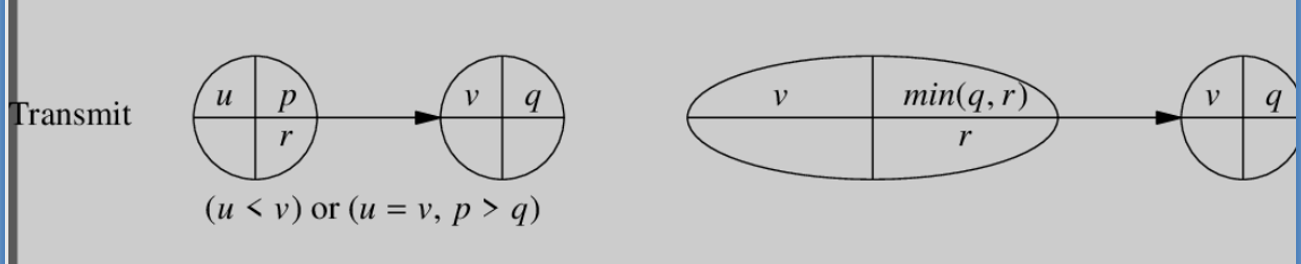 u p v q v min(q, r) v q
Transmit
r r
(u < v) or (u = v, p > q)